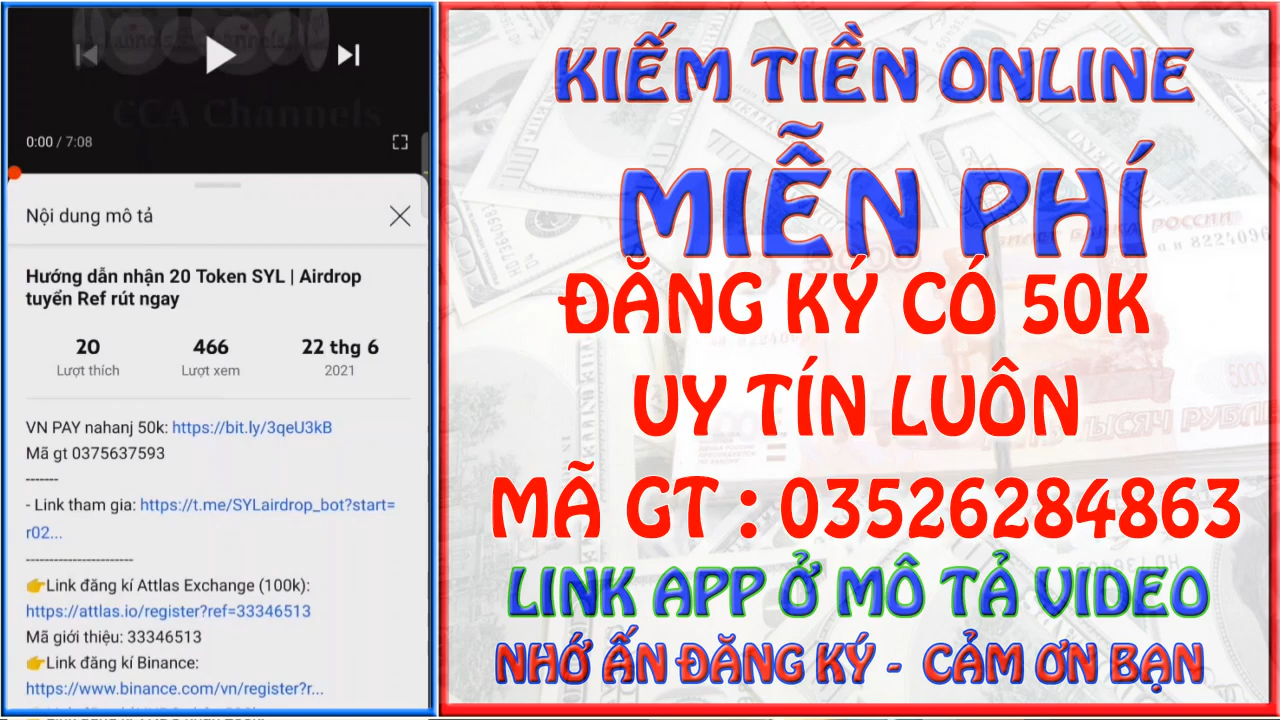 CCA Channels
0:00 / 7:08
Nội dung mô tả
Hướng dẫn nhận 20 Token SYL | Airdrop
tuyển Ref rút ngay
20 466 22 thg 6
Lượt thích Lượt xem 2021
VN PAY nahanj 50k: https://bit.ly/3qeU3kB
Mã gt 0375637593
-------
- Link tham gia: https://t.me/SYLairdrop_bot?start=
r02...
----------------------
👉Link đăng kí Attlas Exchange (100k):
https://attlas.io/register?ref=33346513
Mã giới thiệu: 33346513
👉Link đăng kí Binance:
https://www.binance.com/vn/register?r...
KIẾM TIỀN ONLINE
MIỄN PHÍ
ĐĂNG KÝ CÓ 50K
UY TÍN LUÔN
MÃ GT : 03526284863
LINK APP Ở MÔ TẢ VIDEO
NHỚ ẤN ĐĂNG KÝ - CẢM ƠN BẠN